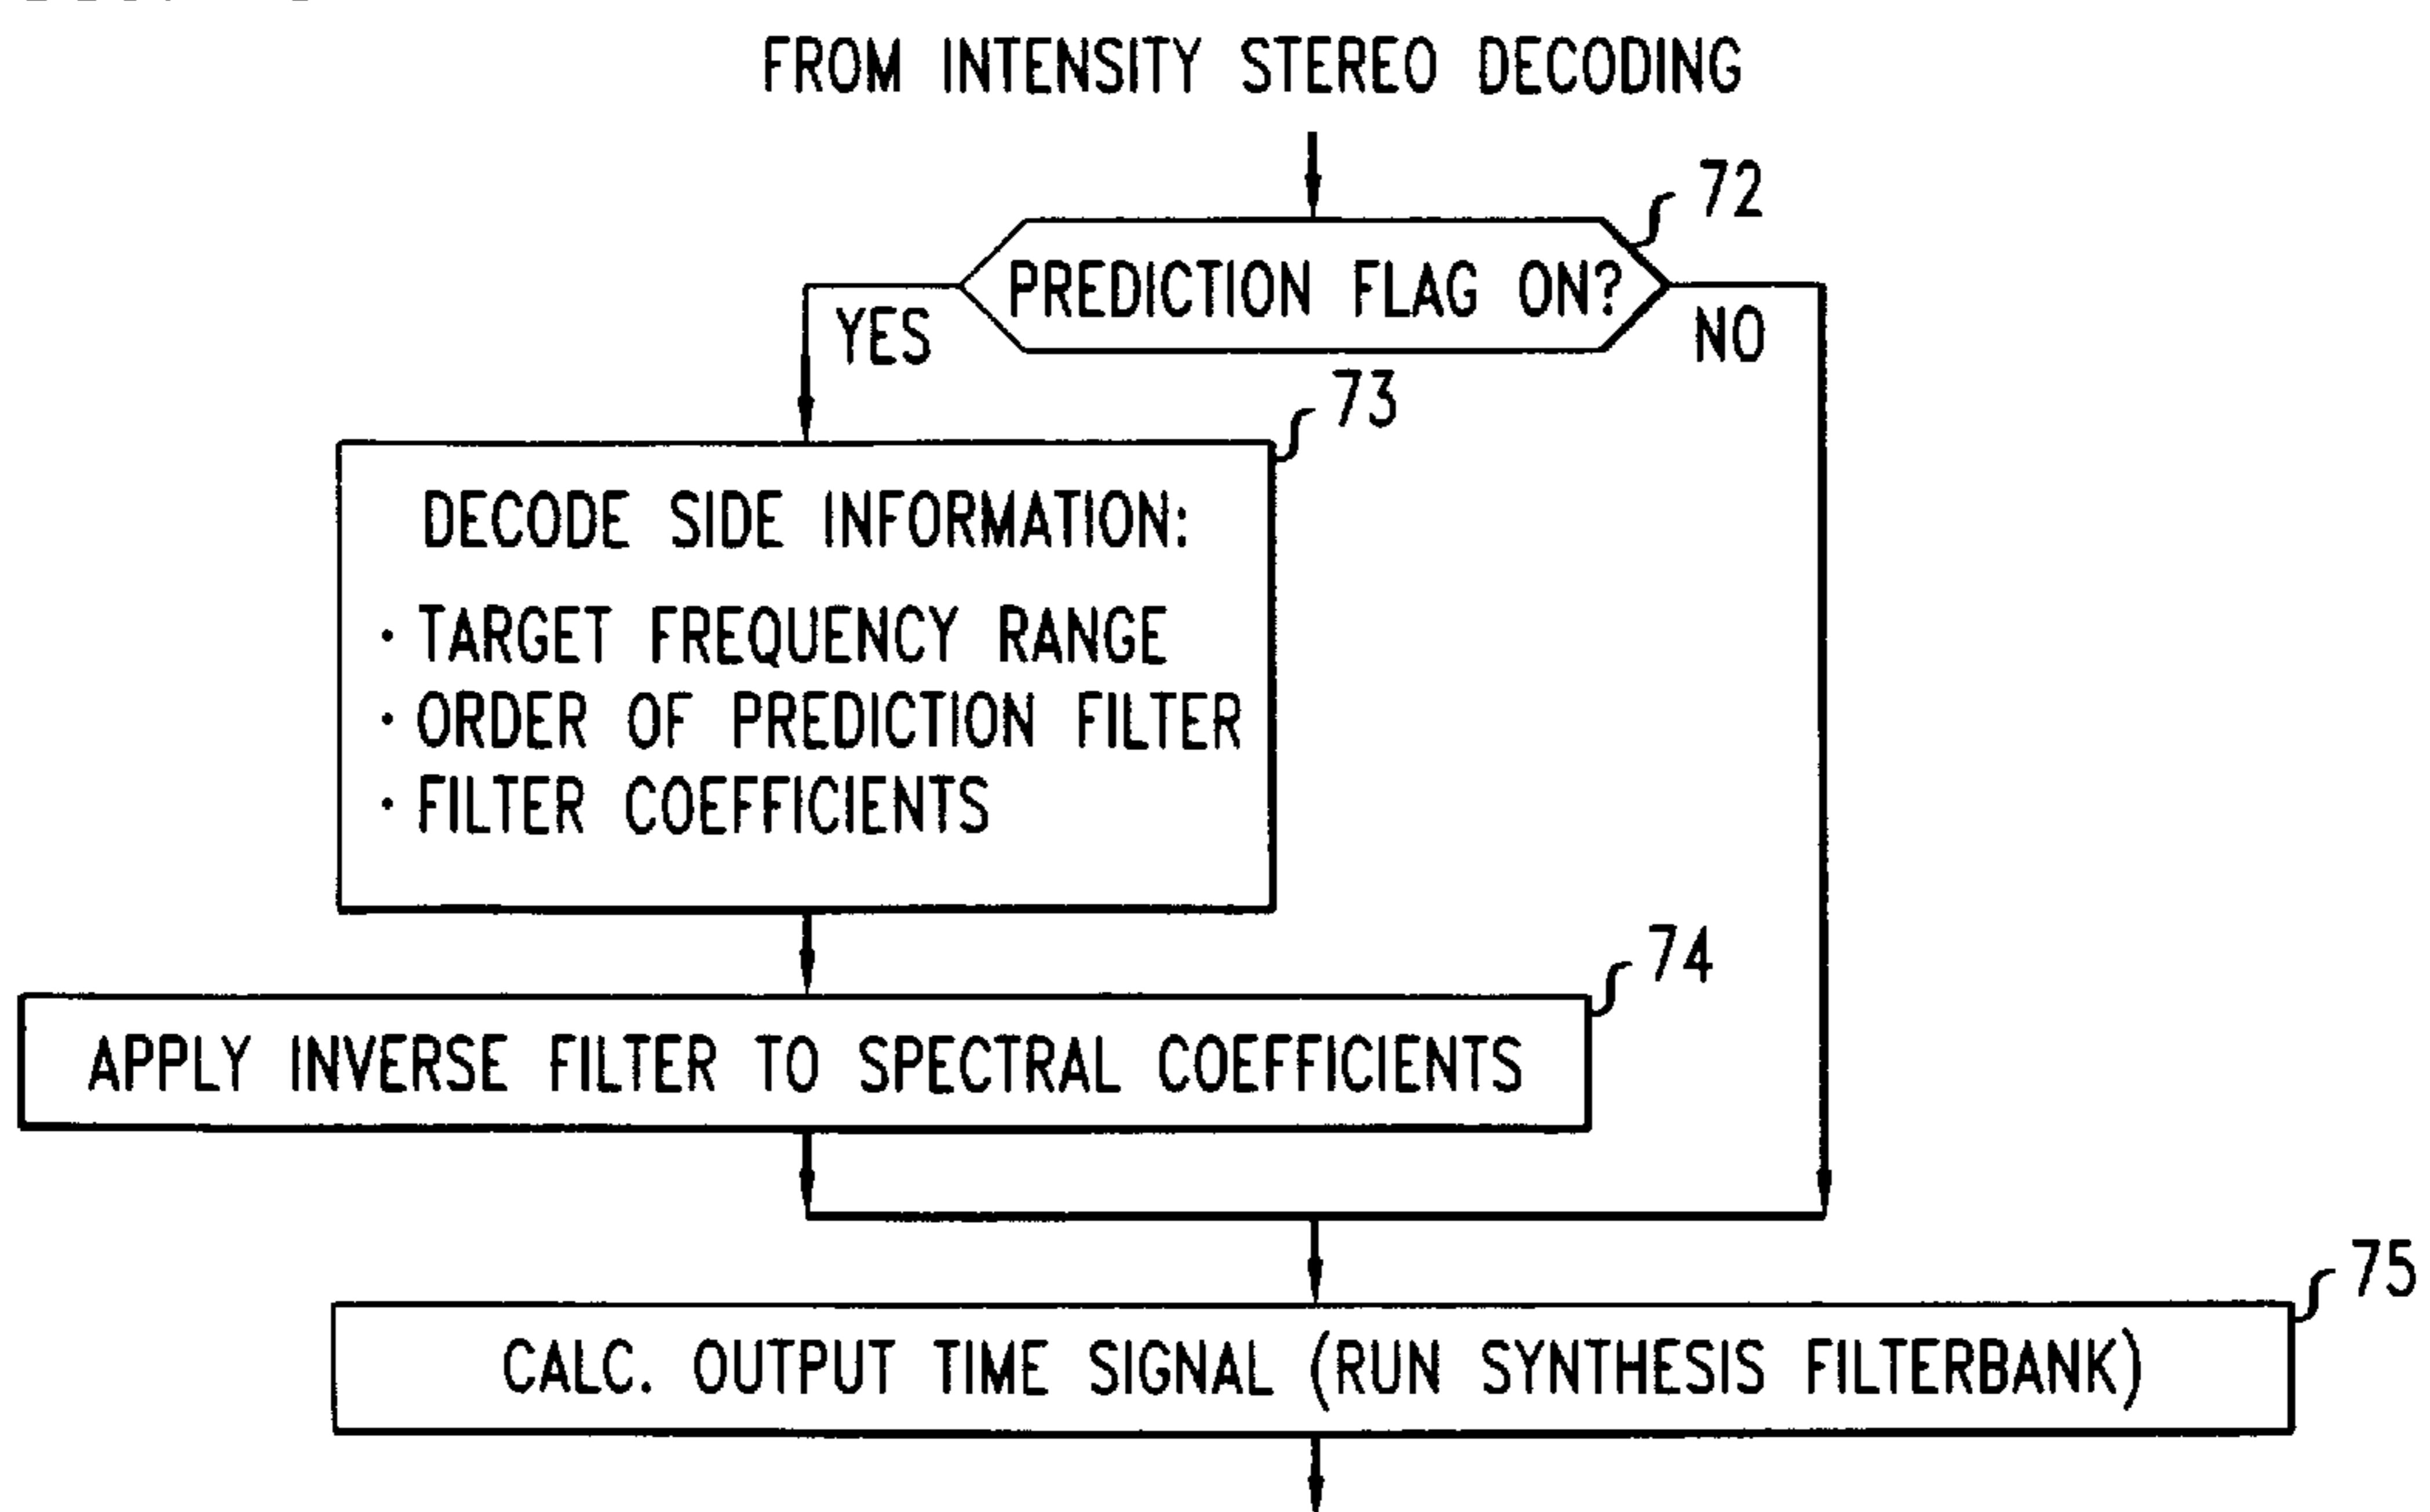 FROM INTENSITY STEREO DECODING
72
PREDICTION FLAG ON?
YES
NO
73
DECODE SIDE INFORMATION:
· TARGET FREQUENCY RANGE
· ORDER OF PREDICTION FILTER
· FILTER COEFFICIENTS
74
APPLY INVERSE FILTER TO SPECTRAL COEFFICIENTS
75
CALC. OUTPUT TIME SIGNAL (RUN SYNTHESIS FILTERBANK)